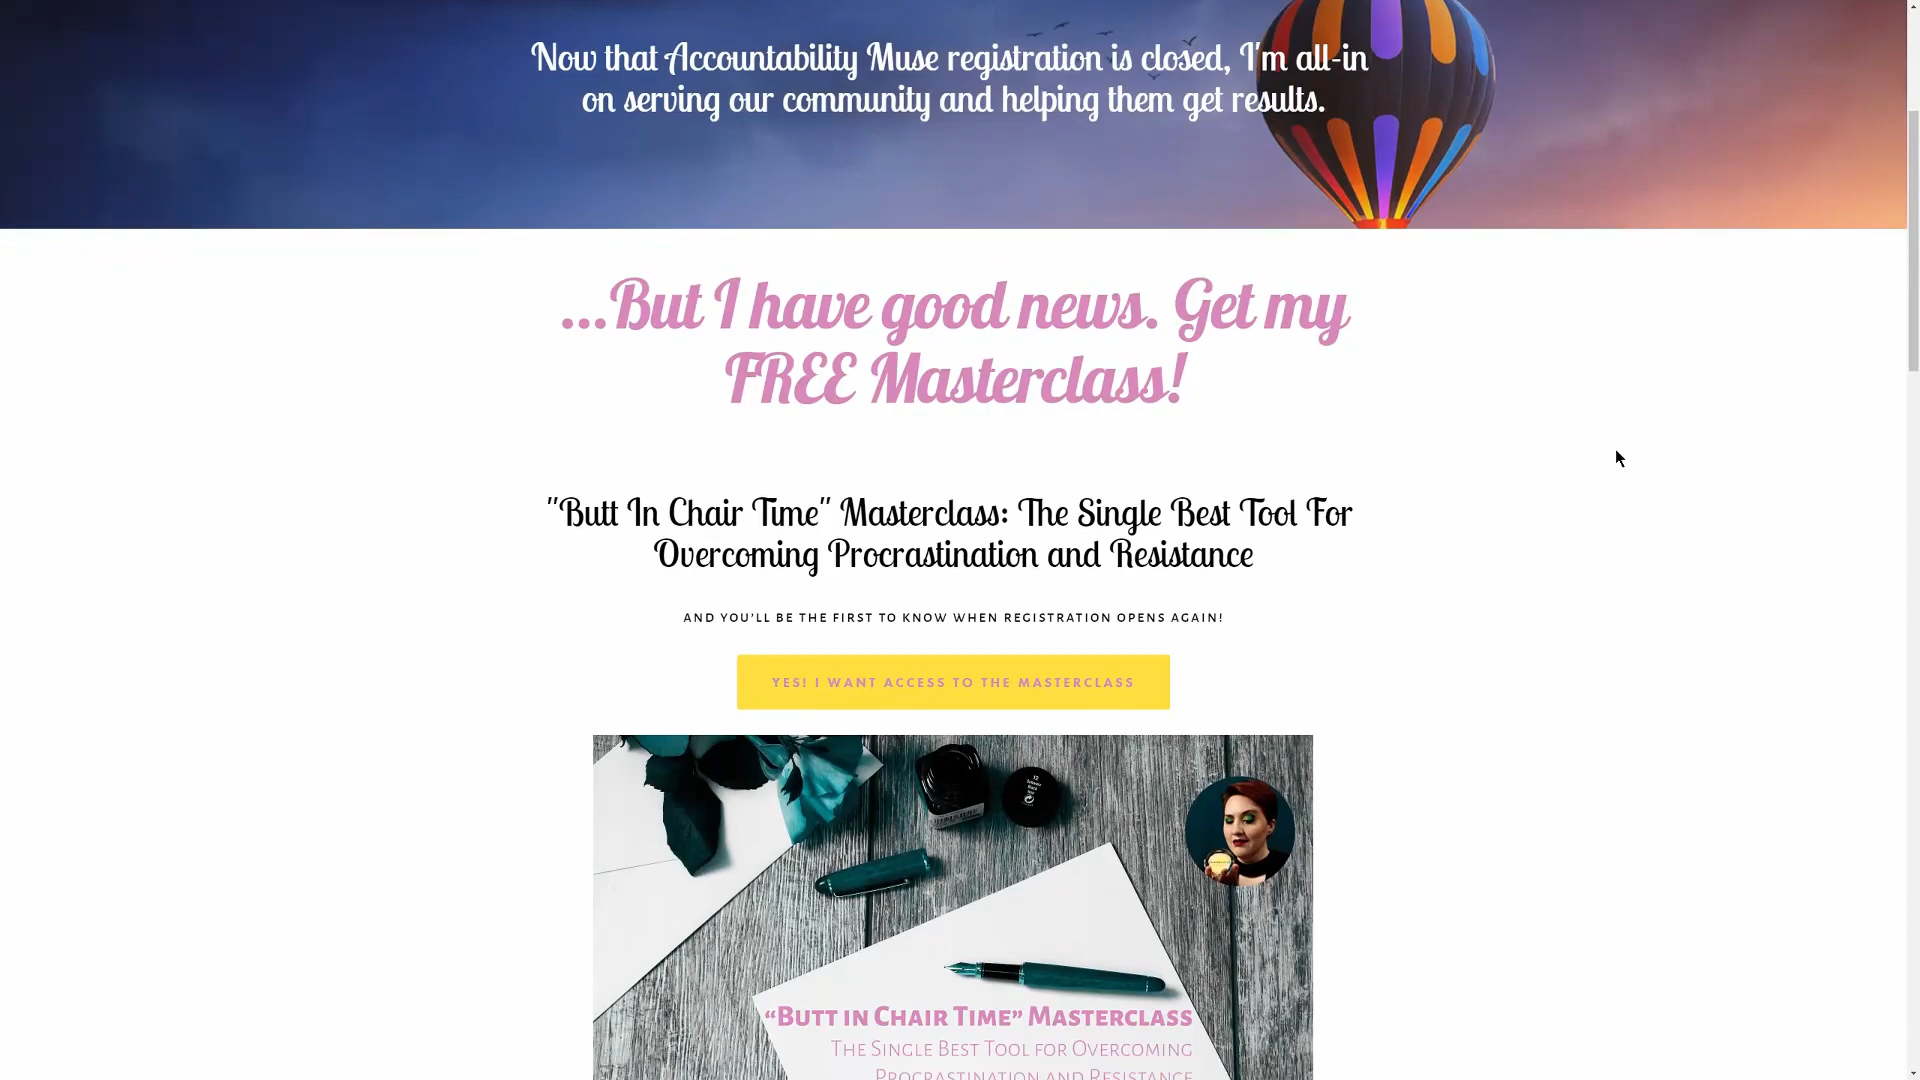 Now that Accountability Muse registration is closed, I'm all-in
on serving our community and helping them get results.
...But I have good news. Get my
FREE Masterclass!
"Butt In Chair Time" Masterclass: The Single Best Tool For
Overcoming Procrastination and Resistance
AND YOU'LL BE THE FIRST TO KNOW WHEN REGISTRATION OPENS AGAIN!
YES! I WANT ACCESS TO THE MASTERCLASS
“BUTT IN CHAIR TIME” MASTERCLASS
THE SINGLE BEST TOOL FOR OVERCOMING
PROCRASTINATION AND RESISTANCE